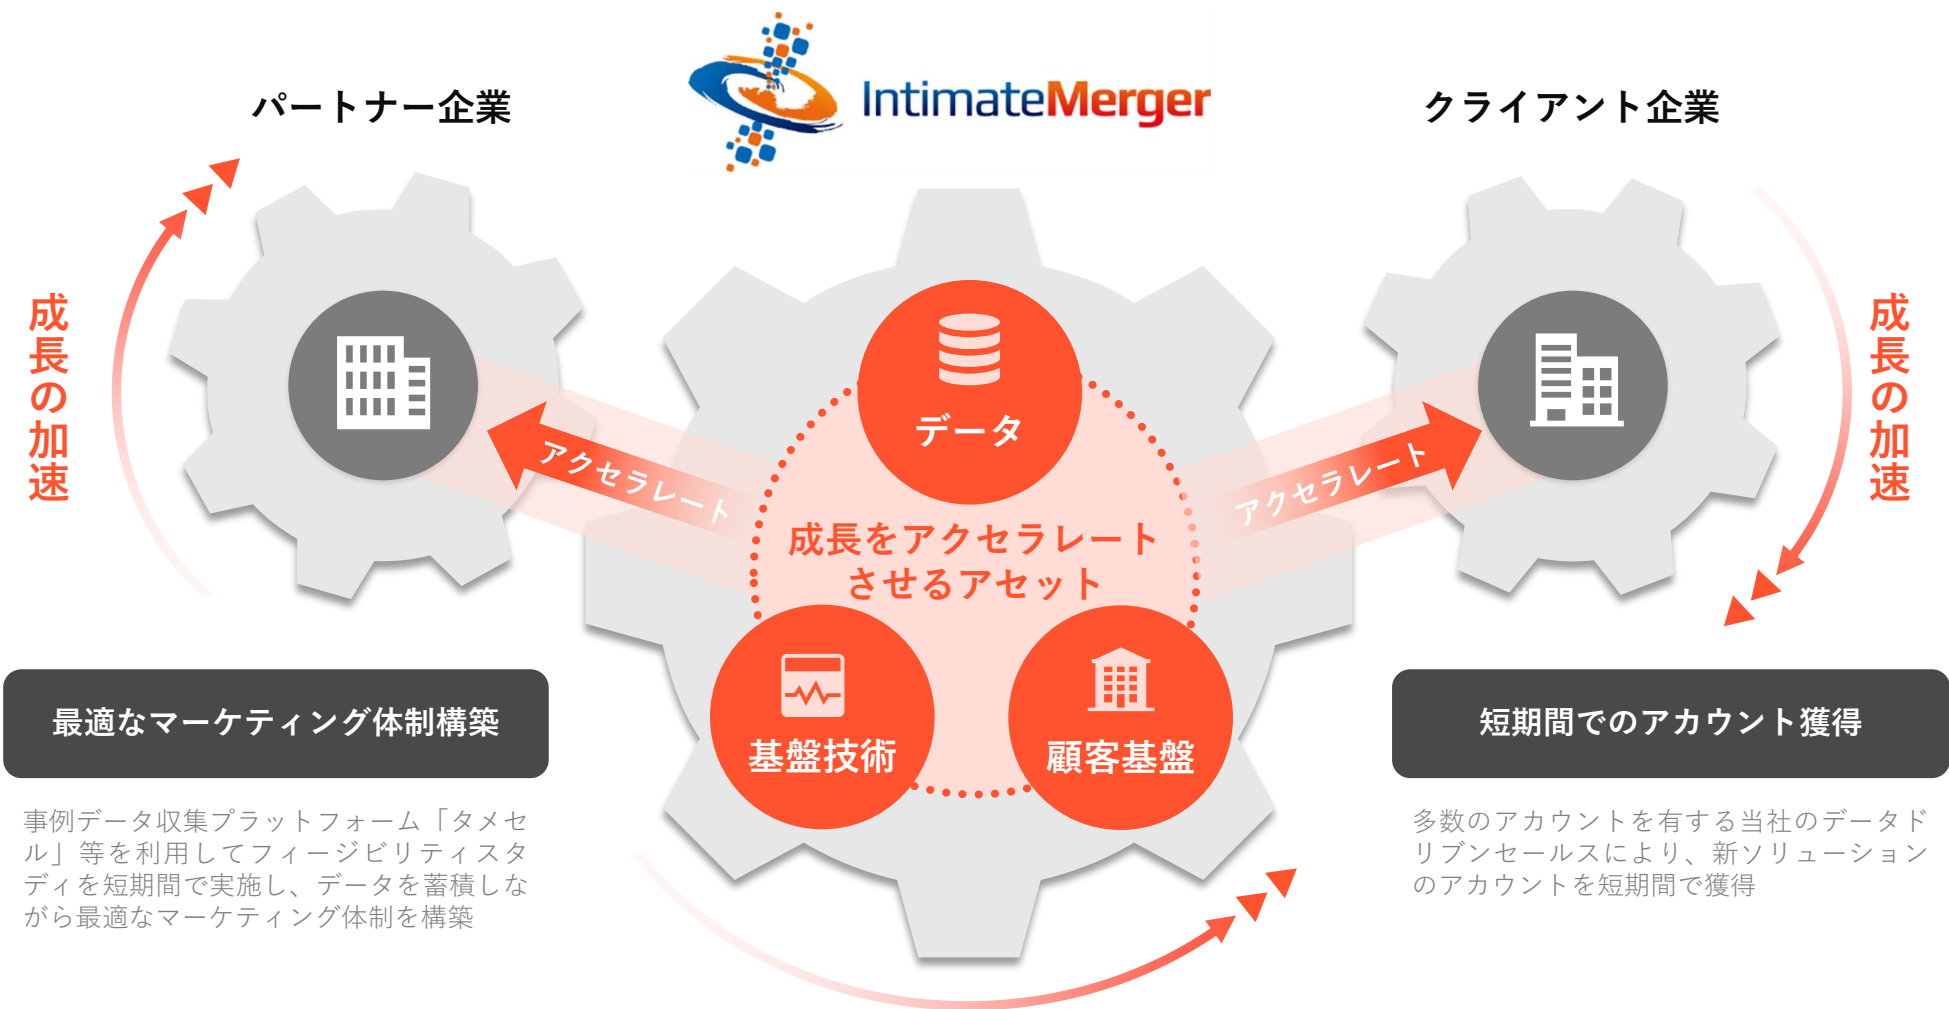 IntimateMerger
パートナー企業
クライアント企業
成長の加速
成長の加速
データ
アクセラレート
アクセラレート
成長をアクセラレート
させるアセット
基盤技術
顧客基盤
最適なマーケティング体制構築
事例データ収集プラットフォーム「タメセ
ル」等を利用してフィージビリティスタ
ディを短期間で実施し、データを蓄積しな
がら最適なマーケティング体制を構築
短期間でのアカウント獲得
多数のアカウントを有する当社のデータド
リブンセールスにより、新ソリューション
のアカウントを短期間で獲得